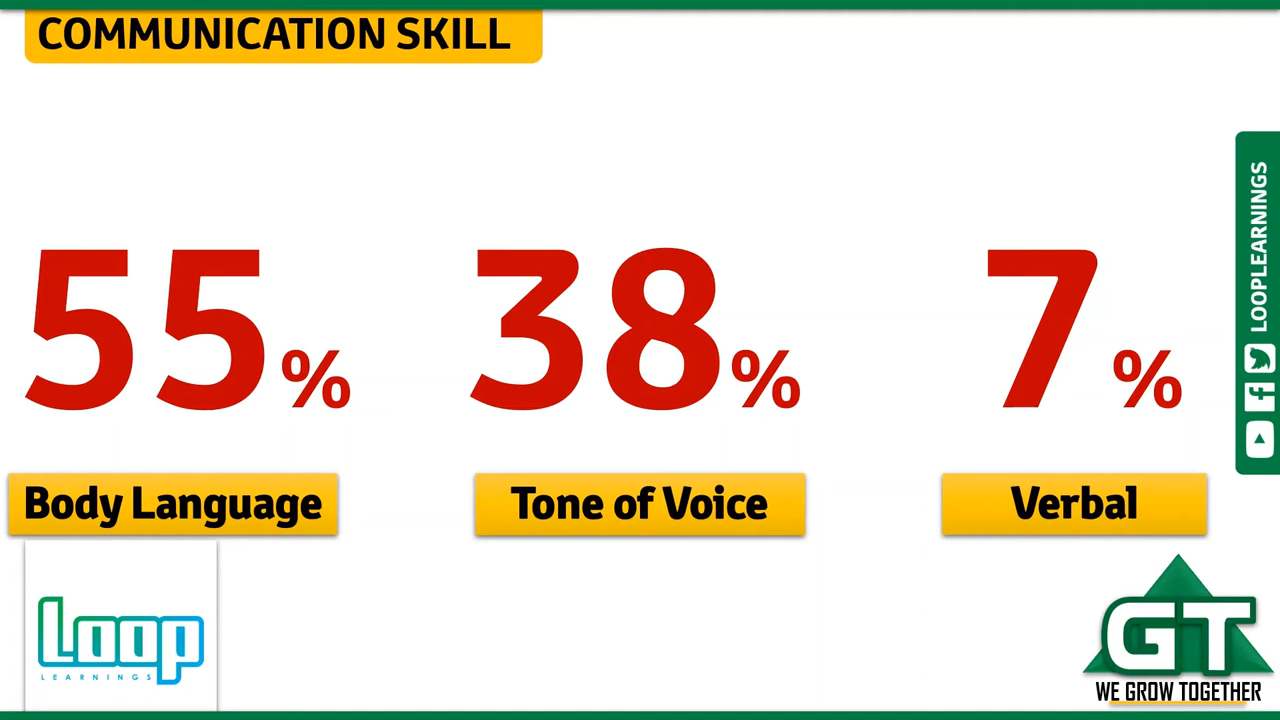 COMMUNICATION SKILL
55%
38%
7%
Body Language
Tone of Voice
Verbal
LOOPLEARNINGS
Loop
LEARNINGS
GT
WE GROW TOGETHER